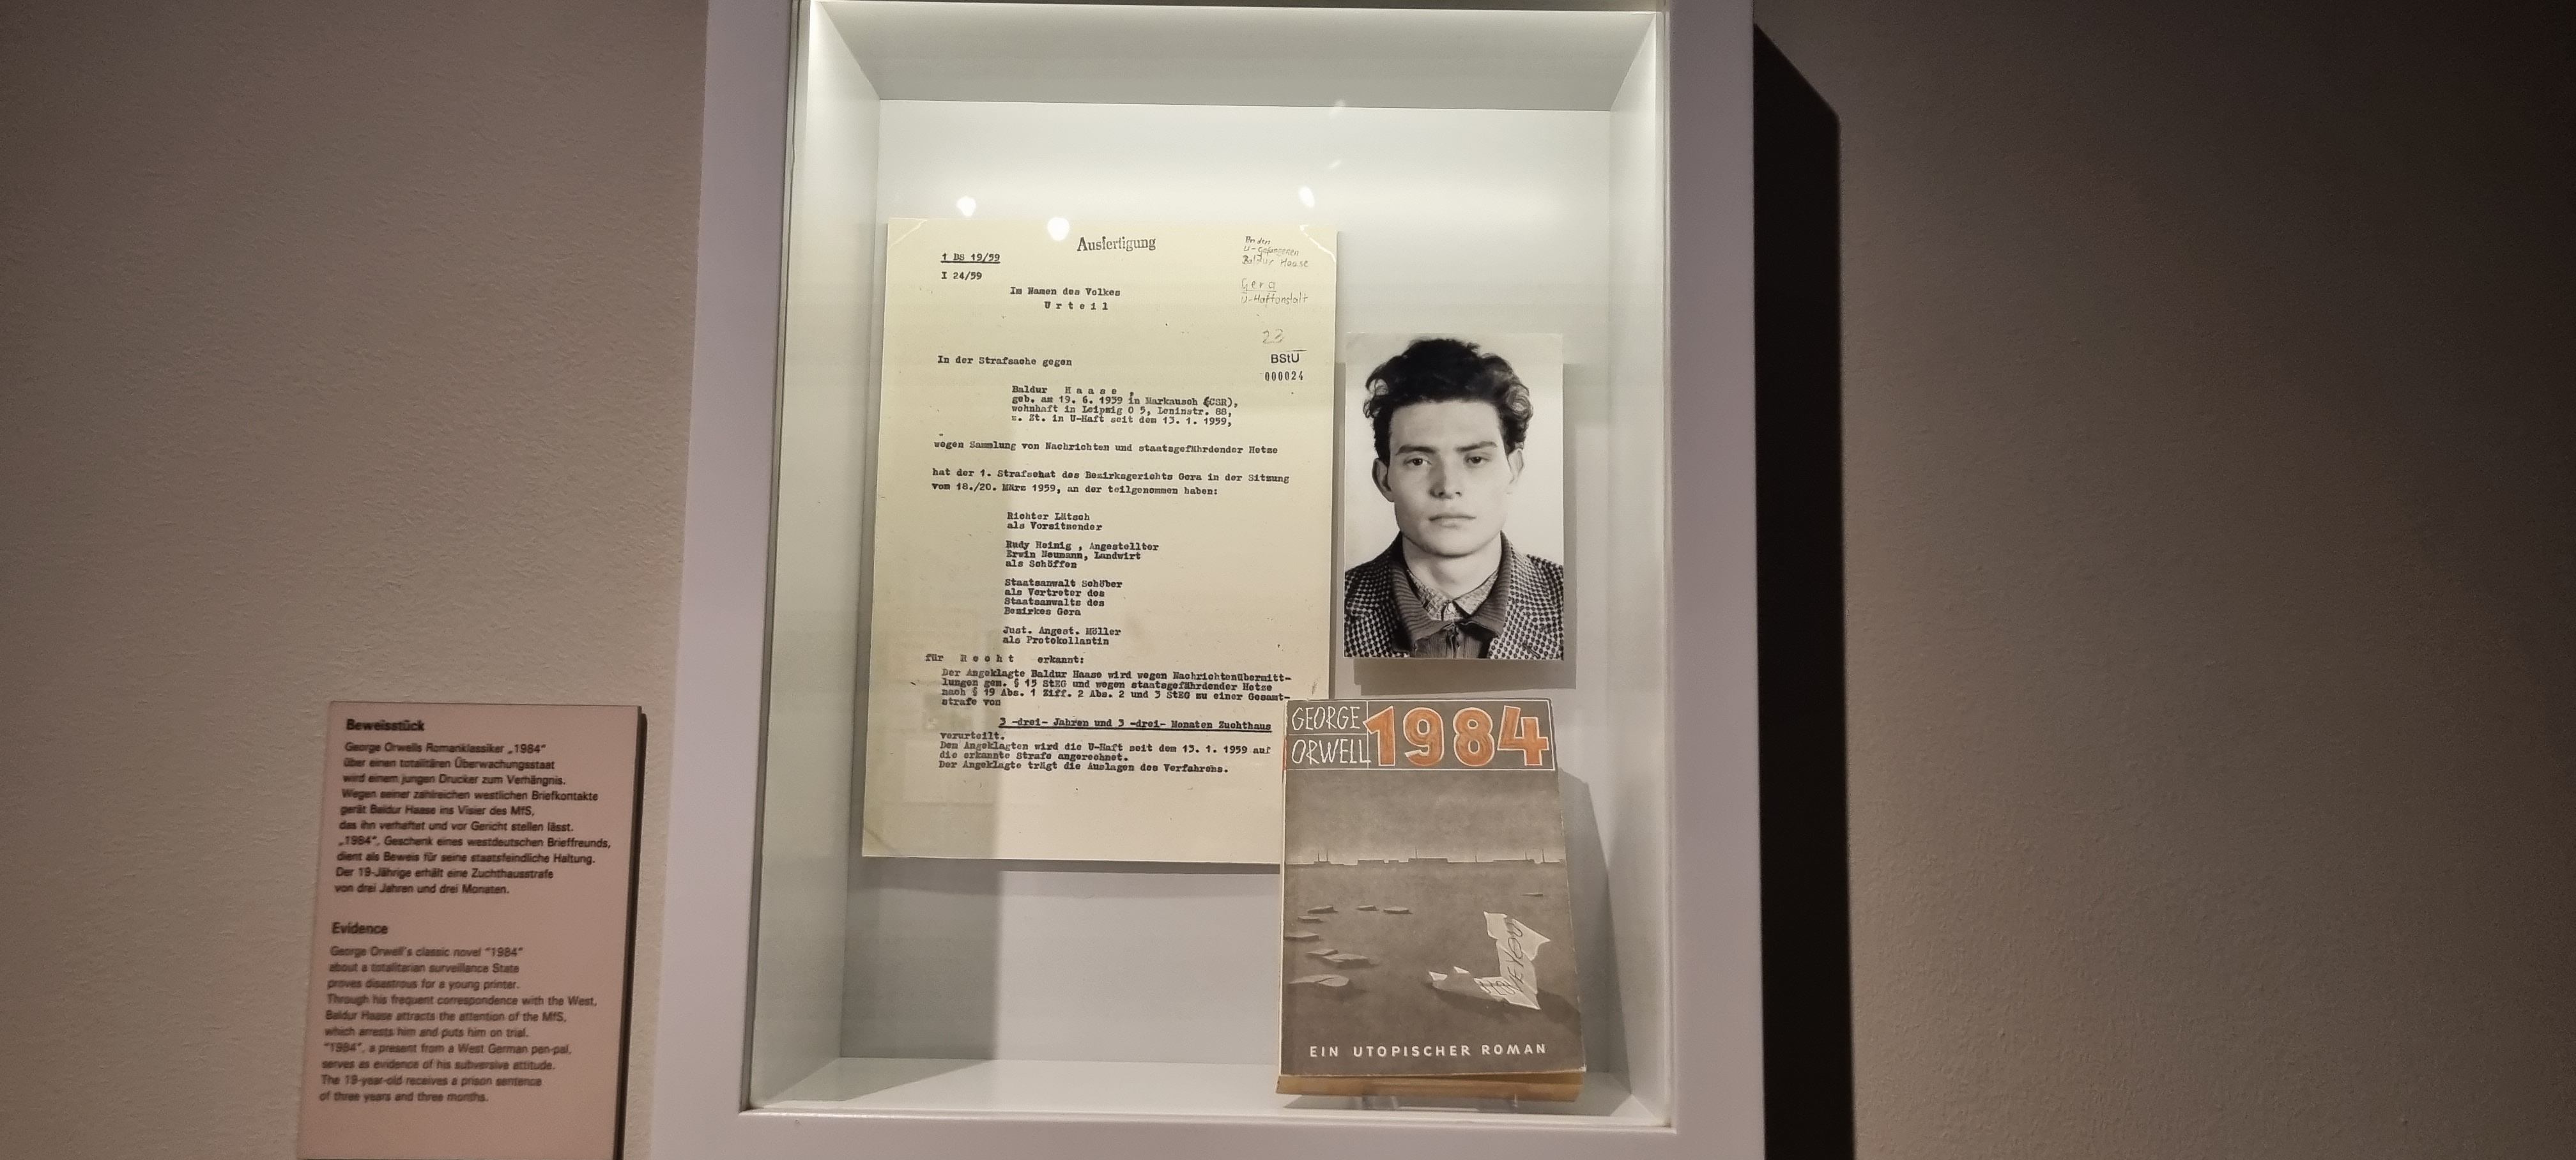 Beweisstück
George Orwells Romanklassiker „1984“
über einen totalitären Überwachungsstaat
wird einem jungen Drucker zum Verhängnis.
Wegen seiner zahlreichen westlichen Briefkontakte
gerät Baldur Haase ins Visier des MfS,
das ihn verhaftet und vor Gericht stellen lässt.
„1984“, Geschenk eines westdeutschen Brieffreunds,
dient als Beweis für seine staatsfeindliche Haltung.
Der 19-Jährige erhält eine Zuchthausstrafe
von drei Jahren und drei Monaten.
Evidence
George Orwell's classic novel "1984"
about a totalitarian surveillance State
proves disastrous for a young printer.
Through his frequent correspondence with the West,
Baldur Haase attracts the attention of the MfS,
which arrests him and puts him on trial.
"1984", a present from a West German pen-pal,
serves as evidence of his subversive attitude.
The 19-year-old receives a prison sentence
of three years and three months.
Ausfertigung
1 BS 19/59
I 24/59
An den
U-Gefangenen
Baldur Haase
Gera
U-Haftanstalt
Im Namen des Volkes
Urteil
23
BStU
000024
In der Strafsache gegen
Baldur Haase,
geb. am 19. 6. 1939 in Markausch (CSR),
wohnhaft in Leipzig O 5, Leninstr. 88,
z. Zt. in U-Haft seit dem 13. 1. 1959,
wegen Sammlung von Nachrichten und staatsgefährdender Hetze
hat der 1. Strafsenat des Bezirksgerichts Gera in der Sitzung
vom 18./20. März 1959, an der teilgenommen haben:
Richter Lätsch
als Vorsitzender
Rudy Heinig , Angestellter
Erwin Neumann, Landwirt
als Schöffen
Staatsanwalt Schöber
als Vertreter des
Staatsanwalts des
Bezirkes Gera
Just. Angest. Möller
als Protokollantin
für Recht erkannt:
Der Angeklagte Baldur Haase wird wegen Nachrichtenübermitt-
lungen gem. § 15 StEG und wegen staatsgefährdender Hetze
nach § 19 Abs. 1 Ziff. 2 Abs. 2 und 3 StEG zu einer Gesamt-
strafe von
3 -drei- Jahren und 3 -drei- Monaten Zuchthaus
verurteilt.
Dem Angeklagten wird die U-Haft seit dem 13. 1. 1959 auf
die erkannte Strafe angerechnet.
Der Angeklagte trägt die Auslagen des Verfahrens.
GEORGE
ORWELL
1984
EIN UTOPISCHER ROMAN